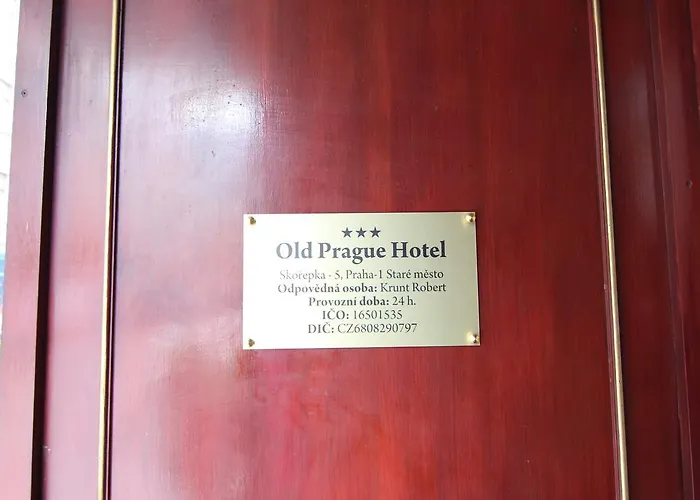 ★★★
Old Prague Hotel
Skořepka - 5, Praha-1 Staré město
Odpovědná osoba: Krunt Robert
Provozní doba: 24 h.
IČO: 16501535
DIČ: CZ6808290797